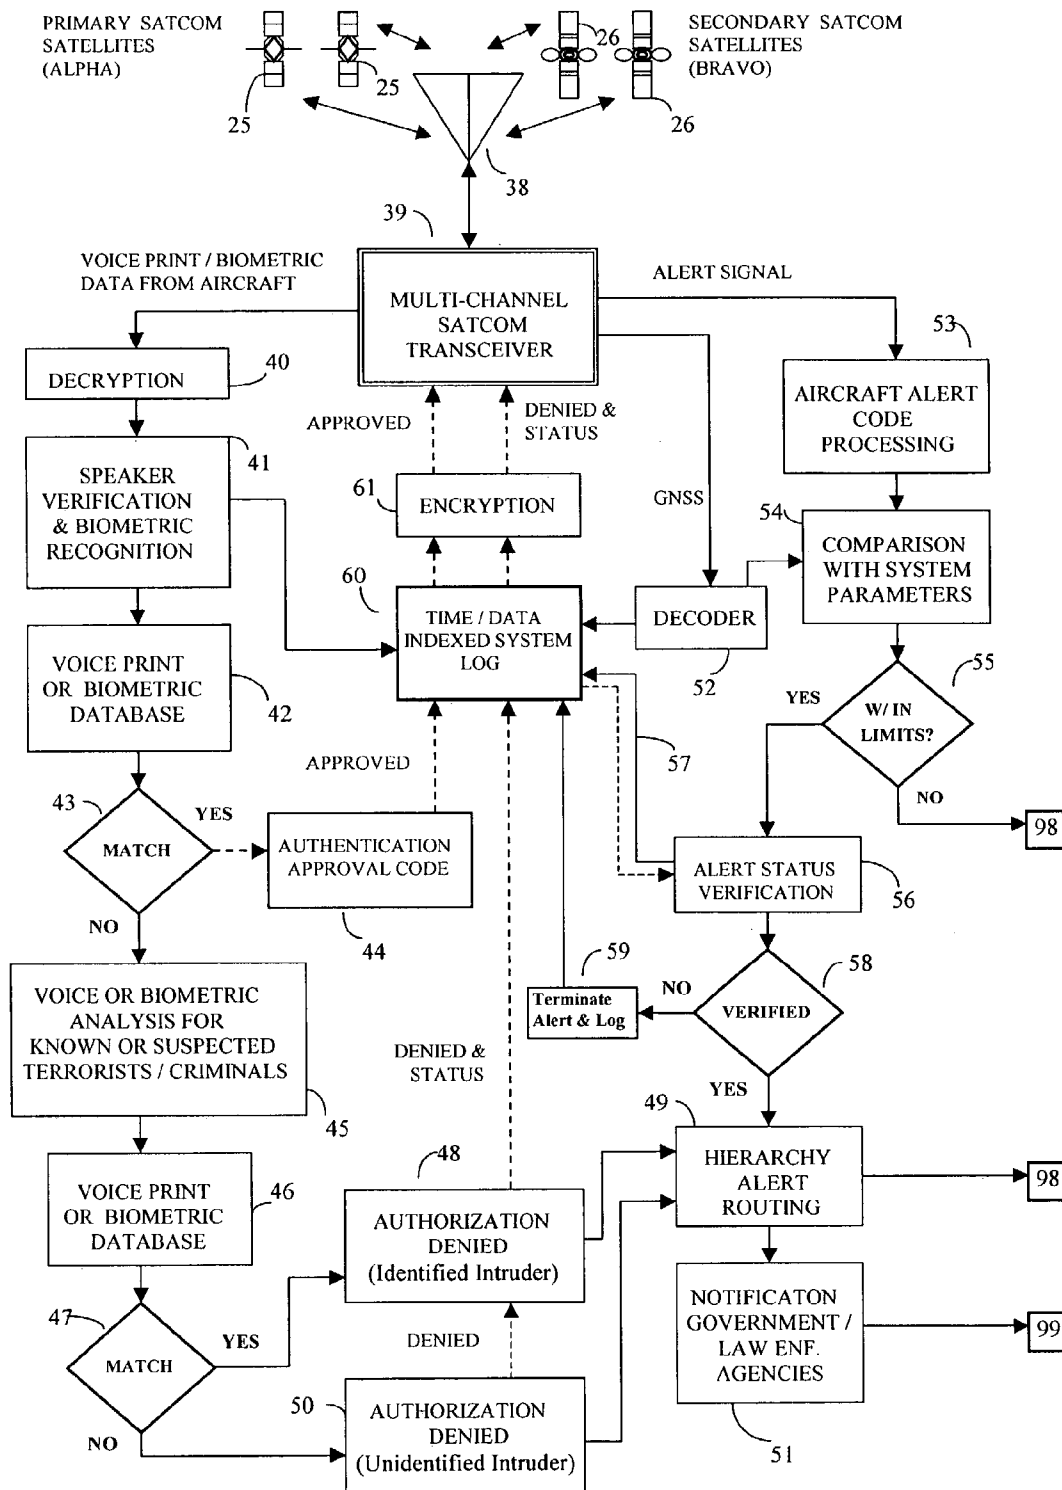 PRIMARY SATCOM
SATELLITES
(ALPHA)
SECONDARY SATCOM
SATELLITES
(BRAVO)
25
25
26
26
38
39
VOICE PRINT / BIOMETRIC
DATA FROM AIRCRAFT
MULTI-CHANNEL
SATCOM
TRANSCEIVER
ALERT SIGNAL
53
DECRYPTION
40
APPROVED
DENIED &
STATUS
AIRCRAFT ALERT
CODE
PROCESSING
41
SPEAKER
VERIFICATION
& BIOMETRIC
RECOGNITION
61
ENCRYPTION
GNSS
54
COMPARISON
WITH SYSTEM
PARAMETERS
60
TIME / DATA
INDEXED SYSTEM
LOG
DECODER
52
VOICE PRINT
OR BIOMETRIC
DATABASE
42
55
YES
W/ IN
LIMITS?
NO
98
57
APPROVED
43
YES
MATCH
NO
AUTHENTICATION
APPROVAL CODE
44
ALERT STATUS
VERIFICATION
56
58
59
NO
VERIFIED
YES
Terminate
Alert & Log
VOICE OR BIOMETRIC
ANALYSIS FOR
KNOWN OR SUSPECTED
TERRORISTS / CRIMINALS
45
DENIED &
STATUS
49
HIERARCHY
ALERT
ROUTING
98
48
VOICE PRINT
OR BIOMETRIC
DATABASE
46
AUTHORIZATION
DENIED
(Identified Intruder)
NOTIFICATON
GOVERNMENT /
LAW ENF.
AGENCIES
99
51
47
MATCH
YES
NO
DENIED
50
AUTHORIZATION
DENIED
(Unidentified Intruder)